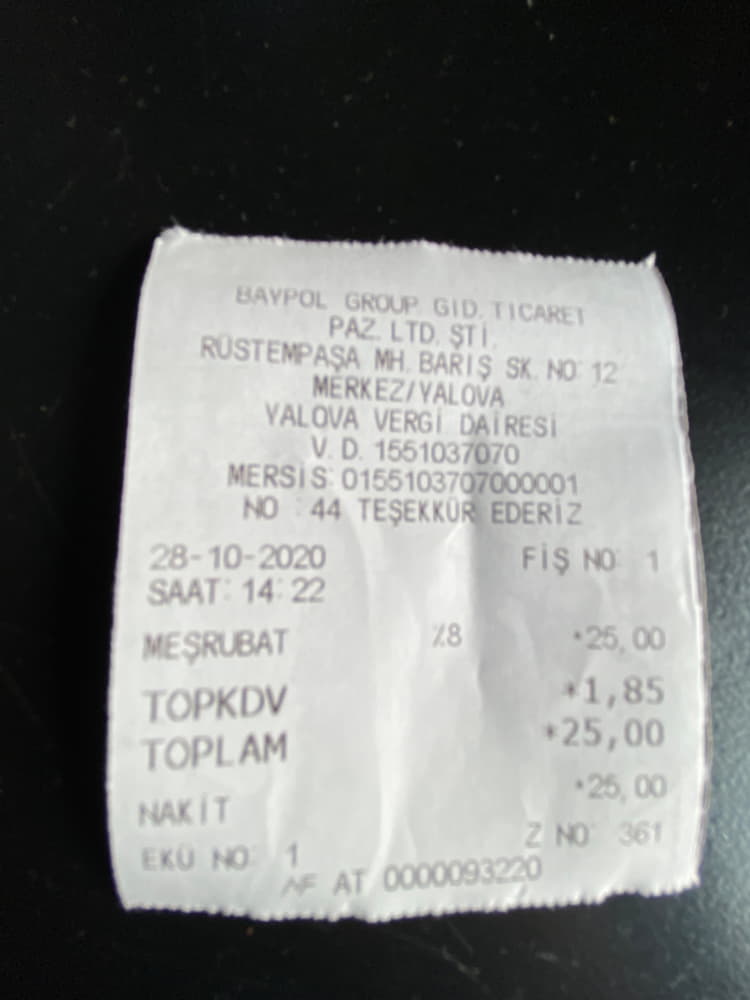 BAYPOL GROUP GID. TICARET
PAZ. LTD. ŞTİ.
RÜSTEMPAŞA MH. BARIŞ SK. NO: 12
MERKEZ/YALOVA
YALOVA VERGİ DAİRESİ
V. D. 1551037070
MERSİS: 0155103707000001
NO : 44 TEŞEKKÜR EDERİZ
28-10-2020 FİŞ NO: 1
SAAT: 14:22
MEŞRUBAT %8 *25,00
TOPKDV *1,85
TOPLAM *25,00
NAKİT *25,00
Z NO: 361
EKÜ NO: 1
AT 0000093220